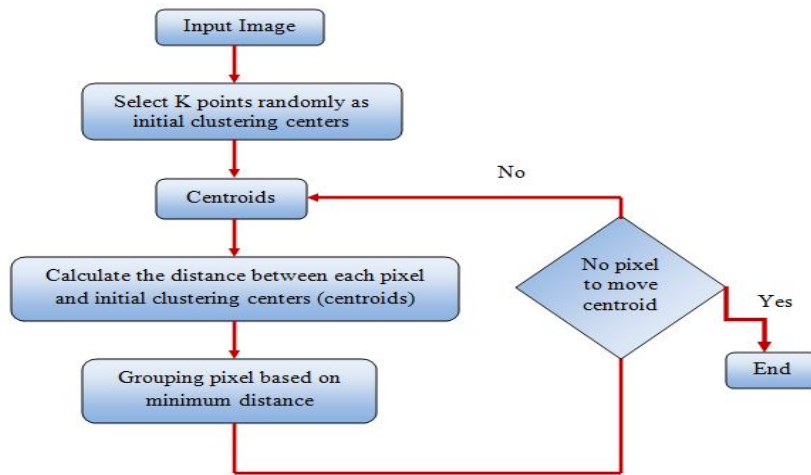 Input Image
Select K points randomly as
initial clustering centers
Centroids
Calculate the distance between each pixel
and initial clustering centers (centroids)
Grouping pixel based on
minimum distance
No
No pixel
to move
centroid
Yes
End